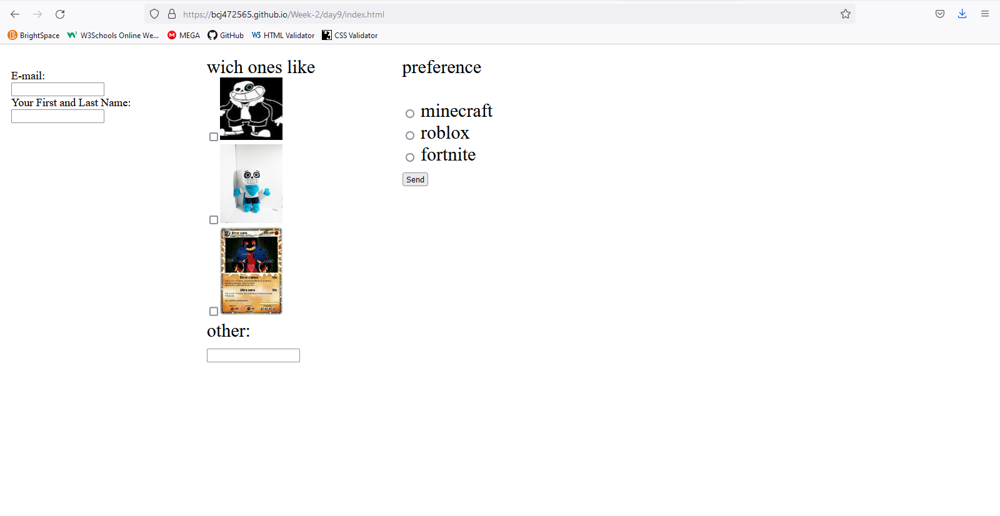 https://bcj472565.github.io/Week-2/day9/index.html
BrightSpace W3Schools Online We... MEGA GitHub W3 HTML Validator CSS Validator
E-mail:
Your First and Last Name:
wich ones like
Error sans
200 HP
Error cables
10x
Ultra sans
30x
other:
preference
minecraft
roblox
fortnite
Send